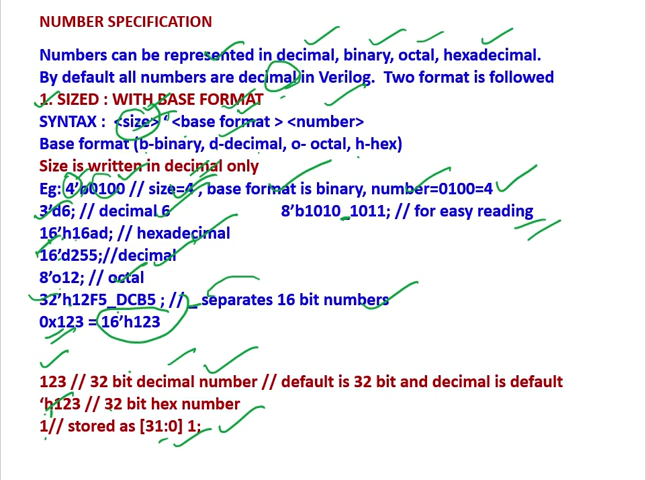 NUMBER SPECIFICATION
Numbers can be represented in decimal, binary, octal, hexadecimal.
By default all numbers are decimal in Verilog. Two format is followed
1. SIZED : WITH BASE FORMAT
SYNTAX : <size> ‘<base format > <number>
Base format (b-binary, d-decimal, o- octal, h-hex)
Size is written in decimal only
Eg: 4’b0100 // size=4 , base format is binary, number=0100=4
3’d6; // decimal 6 8’b1010_1011; // for easy reading
16’h16ad; // hexadecimal
16’d255;//decimal
8’o12; // octal
32’h12F5_DCB5 ; //_ separates 16 bit numbers
0x123 = 16’h123
123 // 32 bit decimal number // default is 32 bit and decimal is default
‘h123 // 32 bit hex number
1// stored as [31:0] 1;